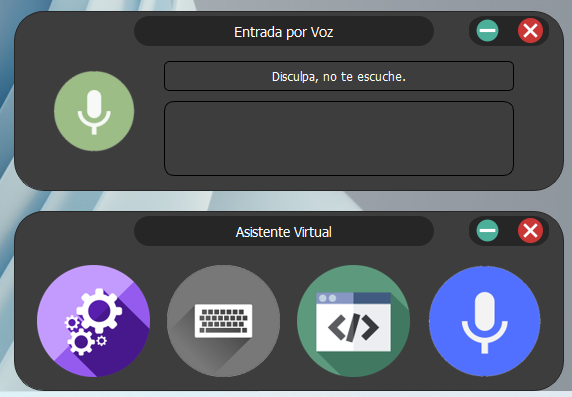 Entrada por Voz
Disculpa, no te escuche.
Asistente Virtual